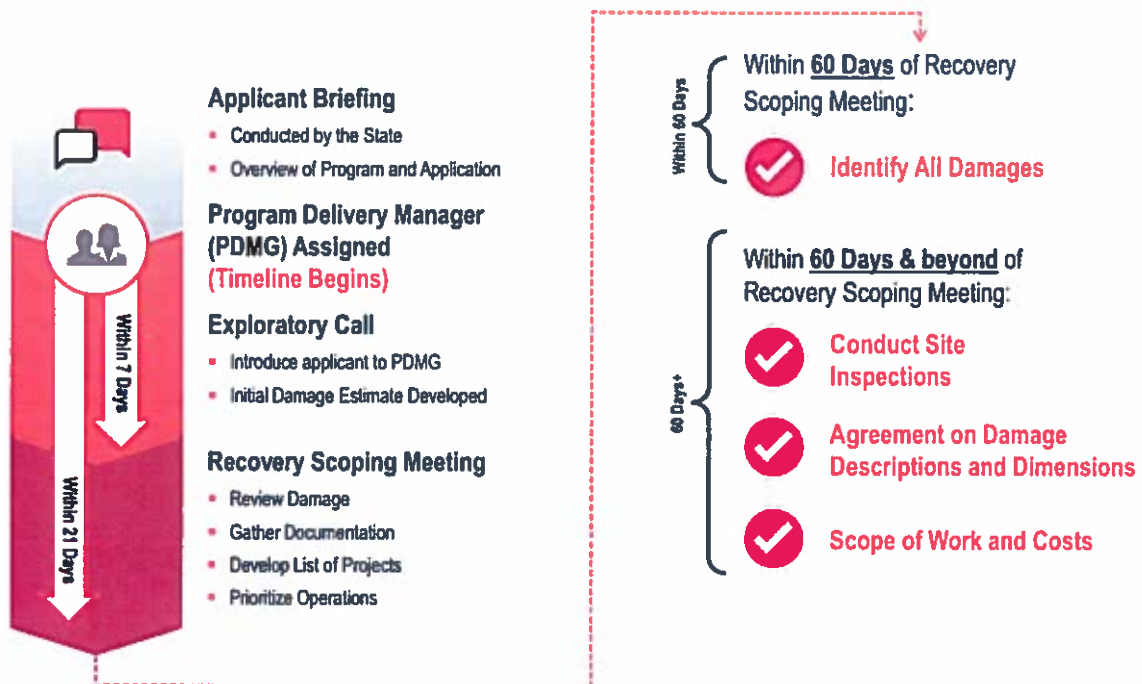 Applicant Briefing
• Conducted by the State
• Overview of Program and Application
Program Delivery Manager
(PDMG) Assigned
(Timeline Begins)
Exploratory Call
• Introduce applicant to PDMG
• Initial Damage Estimate Developed
Within 7 Days
Recovery Scoping Meeting
• Review Damage
• Gather Documentation
• Develop List of Projects
• Prioritize Operations
Within 21 Days
Within 60 Days
Within 60 Days of Recovery
Scoping Meeting:
Identify All Damages
60 Days+
Within 60 Days & beyond of
Recovery Scoping Meeting:
Conduct Site
Inspections
Agreement on Damage
Descriptions and Dimensions
Scope of Work and Costs